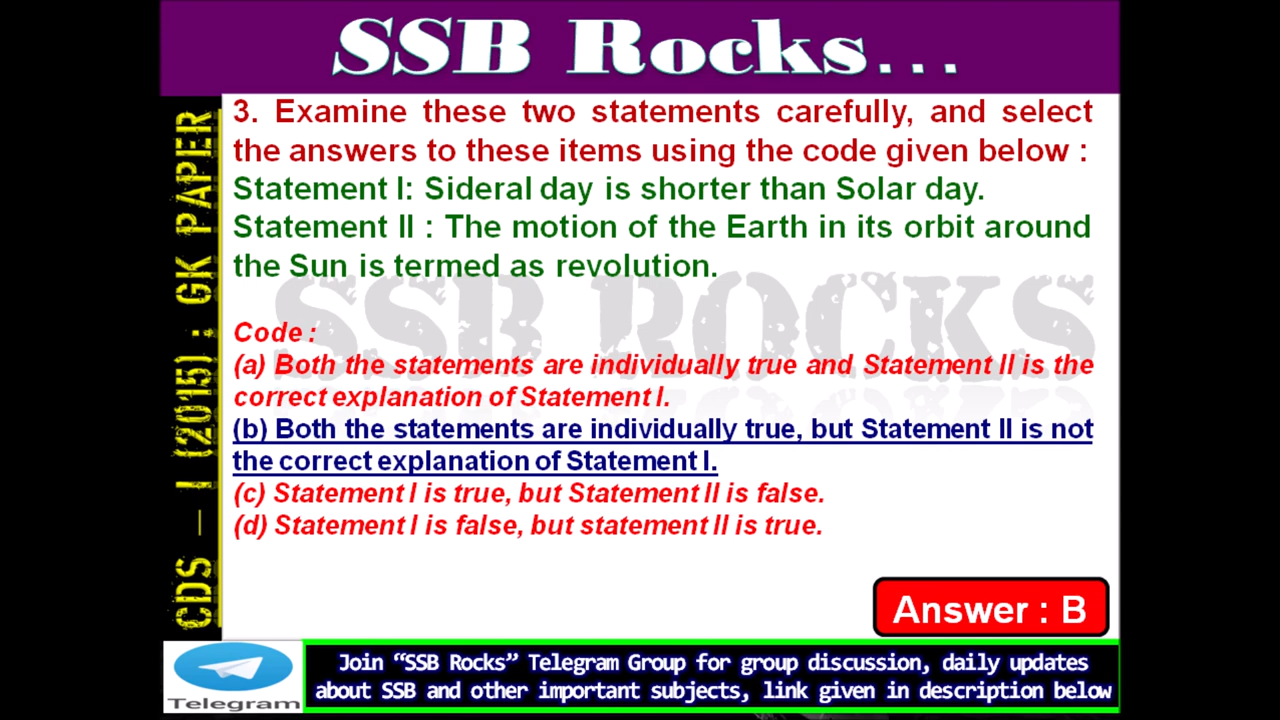 SSB Rocks...
CDS – I (2015) : GK PAPER
3. Examine these two statements carefully, and select
the answers to these items using the code given below :
Statement I: Sideral day is shorter than Solar day.
Statement II : The motion of the Earth in its orbit around
the Sun is termed as revolution.
SSB ROCKS
Code :
(a) Both the statements are individually true and Statement II is the
correct explanation of Statement I.
(b) Both the statements are individually true, but Statement II is not
the correct explanation of Statement I.
(c) Statement I is true, but Statement II is false.
(d) Statement I is false, but statement II is true.
Answer : B
Telegram
Join “SSB Rocks” Telegram Group for group discussion, daily updates
about SSB and other important subjects, link given in description below